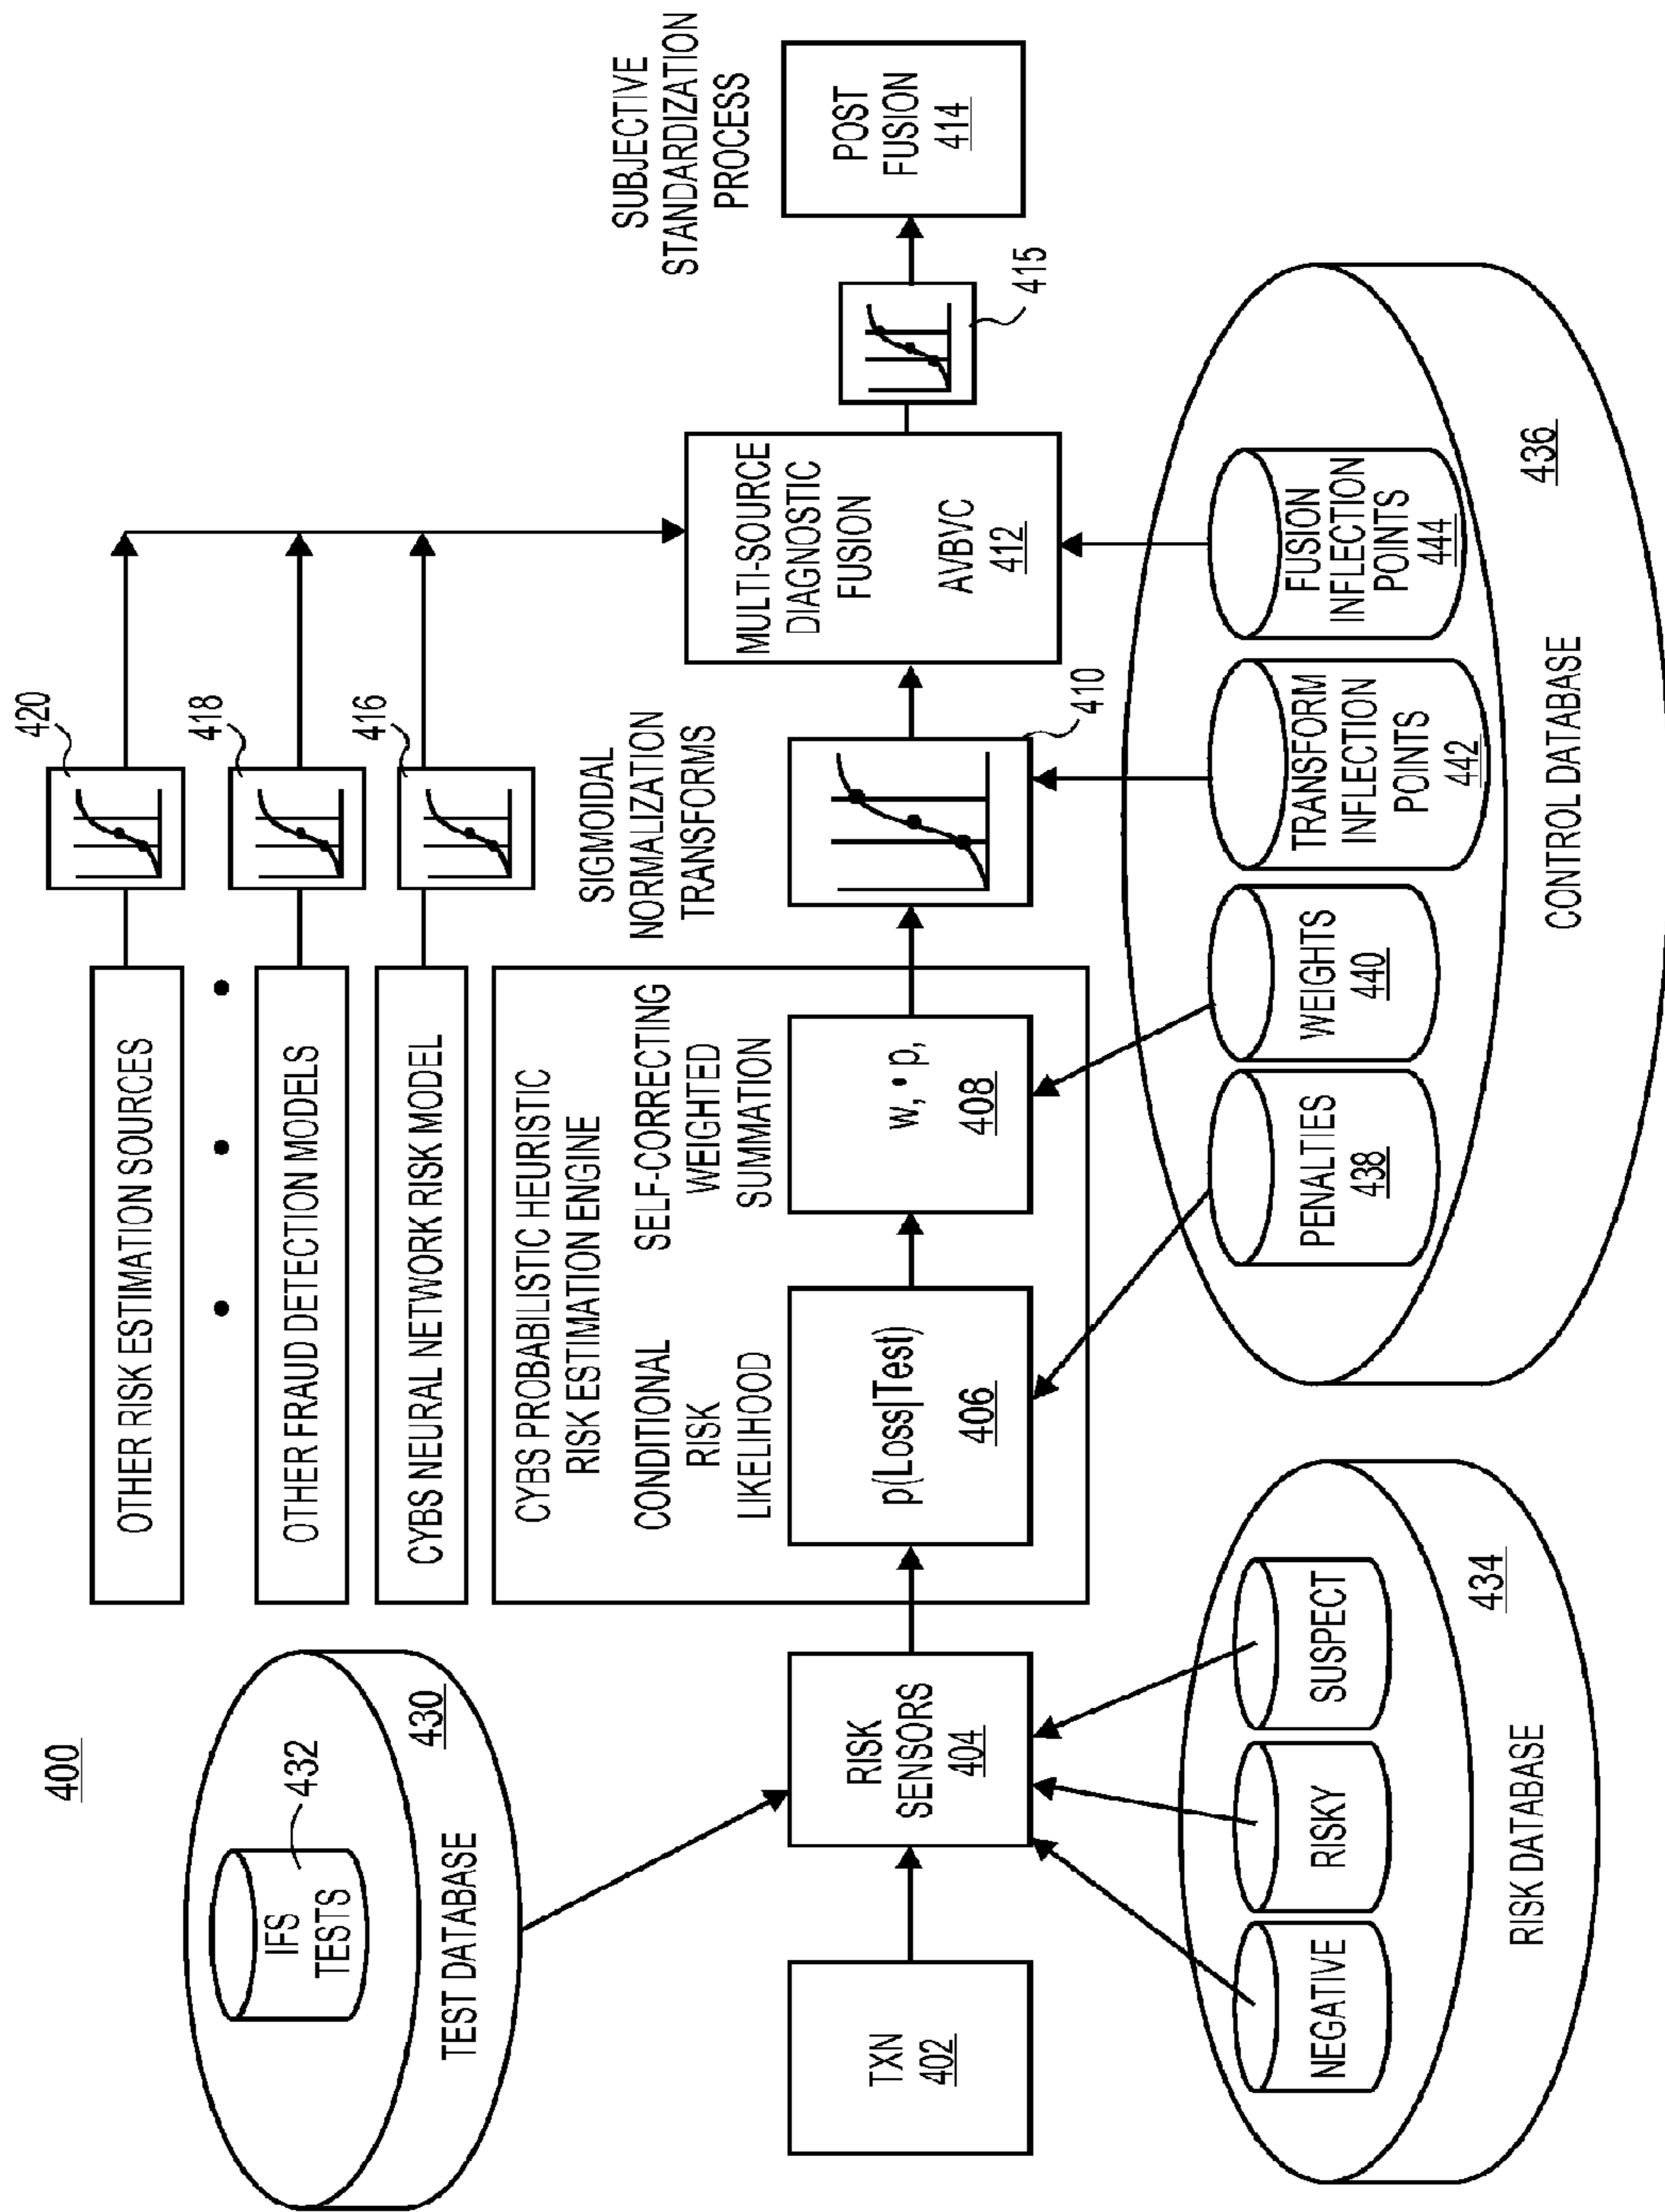 400
IFS
TESTS
432
430
TEST DATABASE
OTHER RISK ESTIMATION SOURCES
420
OTHER FRAUD DETECTION MODELS
418
CYBS NEURAL NETWORK RISK MODEL
416
CYBS PROBABILISTIC HEURISTIC
RISK ESTIMATION ENGINE
CONDITIONAL
RISK
LIKELIHOOD
SELF-CORRECTING
WEIGHTED
SUMMATION
SIGMOIDAL
NORMALIZATION
TRANSFORMS
SUBJECTIVE
STANDARDIZATION
PROCESS
TXN
402
RISK
SENSORS
404
p(Loss|Test)
406
w, • p,
408
410
MULTI-SOURCE
DIAGNOSTIC
FUSION
AVBVC
412
415
POST
FUSION
414
NEGATIVE
RISKY
SUSPECT
434
RISK DATABASE
PENALTIES
438
WEIGHTS
440
TRANSFORM
INFLECTION
POINTS
442
FUSION
INFLECTION
POINTS
444
436
CONTROL DATABASE